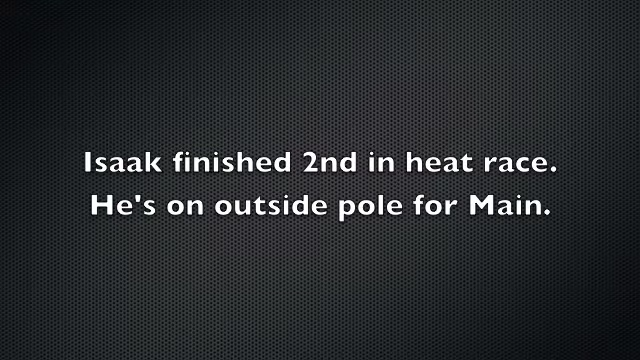 Isaak finished 2nd in heat race.
He's on outside pole for Main.